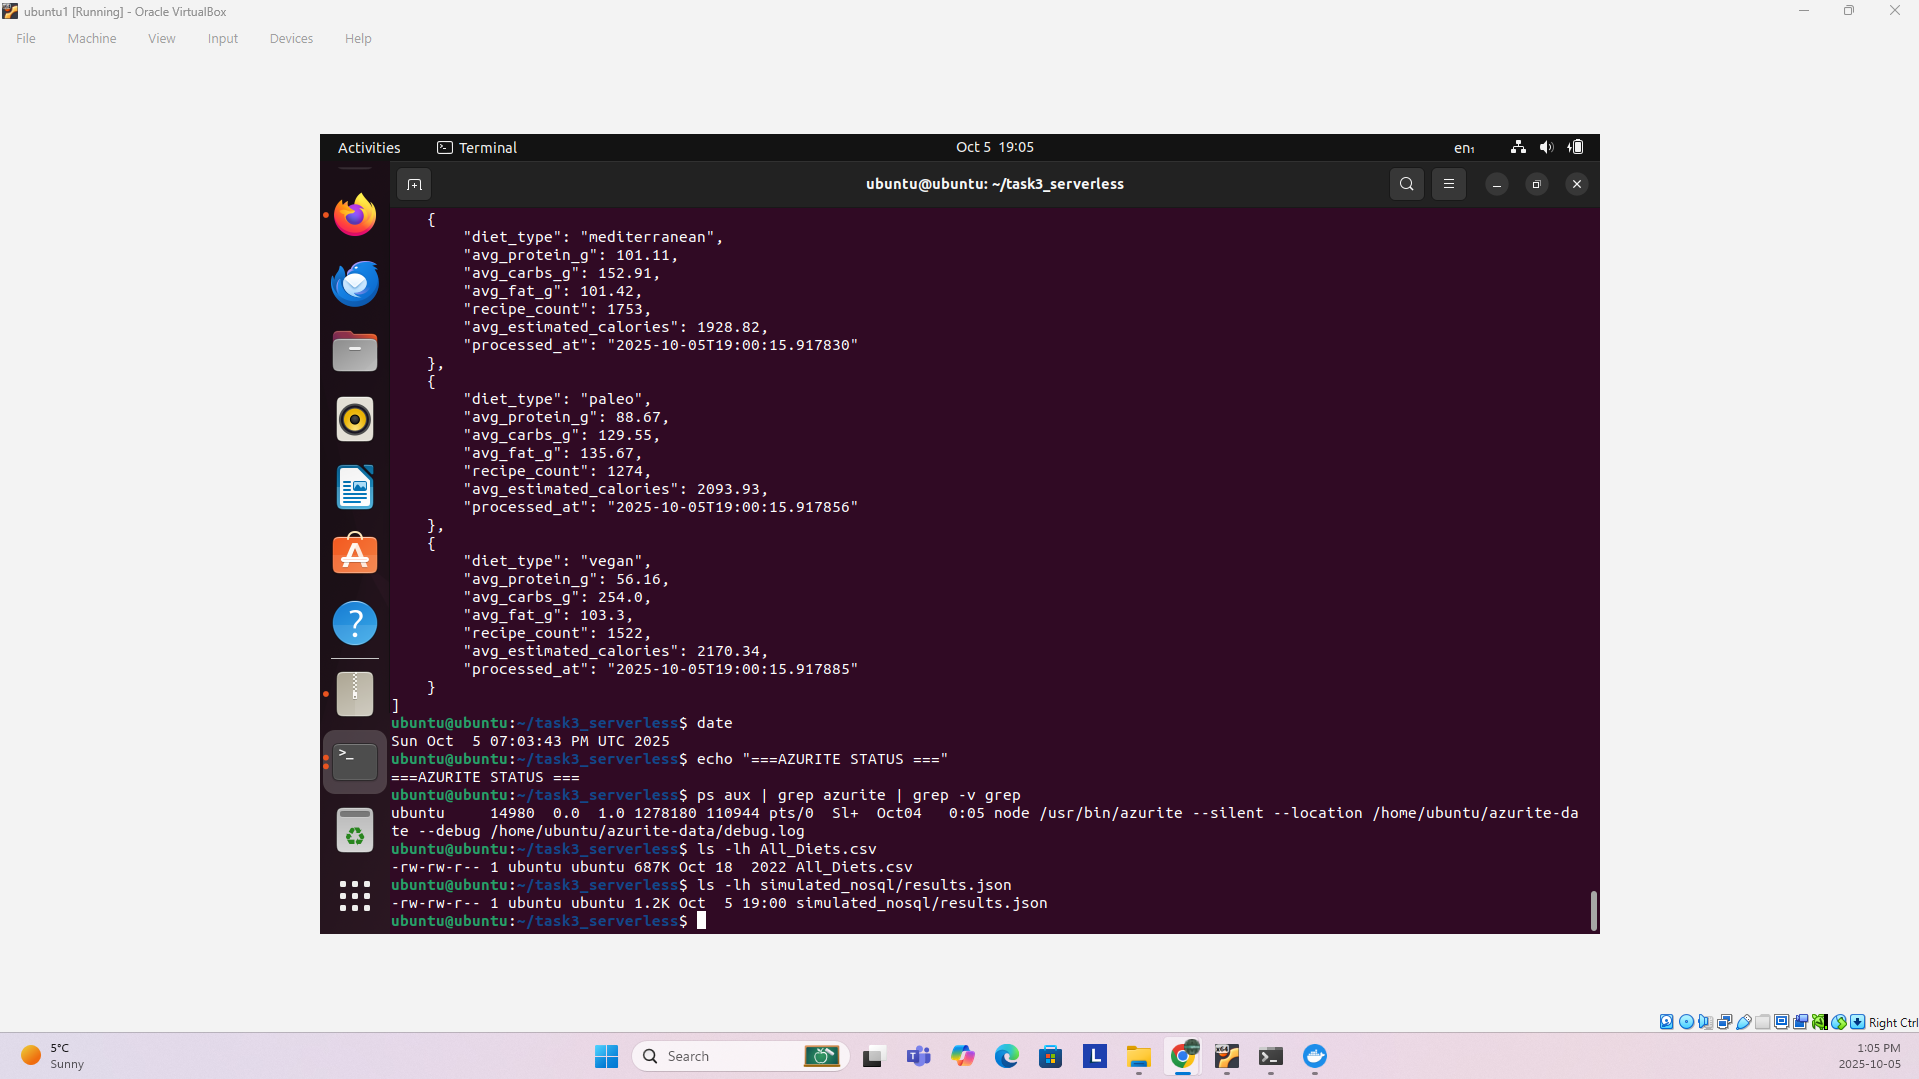 ubuntu1 [Running] - Oracle VirtualBox
File Machine View Input Devices Help
Activities Terminal Oct 5 19:05 en₁
ubuntu@ubuntu: ~/task3_serverless
{
"diet_type": "mediterranean",
"avg_protein_g": 101.11,
"avg_carbs_g": 152.91,
"avg_fat_g": 101.42,
"recipe_count": 1753,
"avg_estimated_calories": 1928.82,
"processed_at": "2025-10-05T19:00:15.917830"
},
{
"diet_type": "paleo",
"avg_protein_g": 88.67,
"avg_carbs_g": 129.55,
"avg_fat_g": 135.67,
"recipe_count": 1274,
"avg_estimated_calories": 2093.93,
"processed_at": "2025-10-05T19:00:15.917856"
},
{
"diet_type": "vegan",
"avg_protein_g": 56.16,
"avg_carbs_g": 254.0,
"avg_fat_g": 103.3,
"recipe_count": 1522,
"avg_estimated_calories": 2170.34,
"processed_at": "2025-10-05T19:00:15.917885"
}
]
ubuntu@ubuntu:~/task3_serverless$ date
Sun Oct  5 07:03:43 PM UTC 2025
ubuntu@ubuntu:~/task3_serverless$ echo "===AZURITE STATUS ==="
===AZURITE STATUS ===
ubuntu@ubuntu:~/task3_serverless$ ps aux | grep azurite | grep -v grep
ubuntu     14980  0.0  1.0 1278180 110944 pts/0  Sl+  Oct04   0:05 node /usr/bin/azurite --silent --location /home/ubuntu/azurite-da
te --debug /home/ubuntu/azurite-data/debug.log
ubuntu@ubuntu:~/task3_serverless$ ls -lh All_Diets.csv
-rw-rw-r-- 1 ubuntu ubuntu 687K Oct 18  2022 All_Diets.csv
ubuntu@ubuntu:~/task3_serverless$ ls -lh simulated_nosql/results.json
-rw-rw-r-- 1 ubuntu ubuntu 1.2K Oct  5 19:00 simulated_nosql/results.json
ubuntu@ubuntu:~/task3_serverless$
Right Ctrl
5°C
Sunny
Search
1:05 PM
2025-10-05